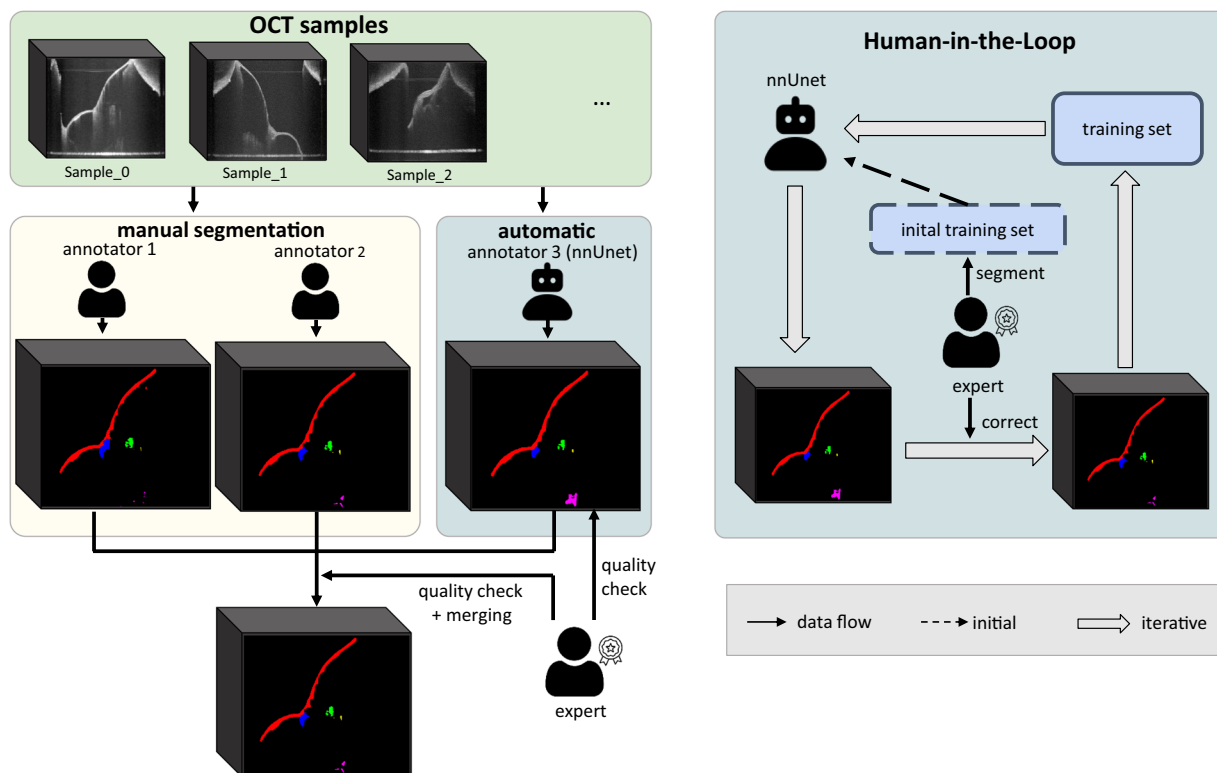 OCT samples
...
Sample_0
Sample_1
Sample_2
manual segmentation
annotator 1
annotator 2
automatic
annotator 3 (nnUnet)
quality check
+ merging
quality
check
expert
Human-in-the-Loop
nnUnet
training set
inital training set
segment
expert
correct
data flow
initial
iterative